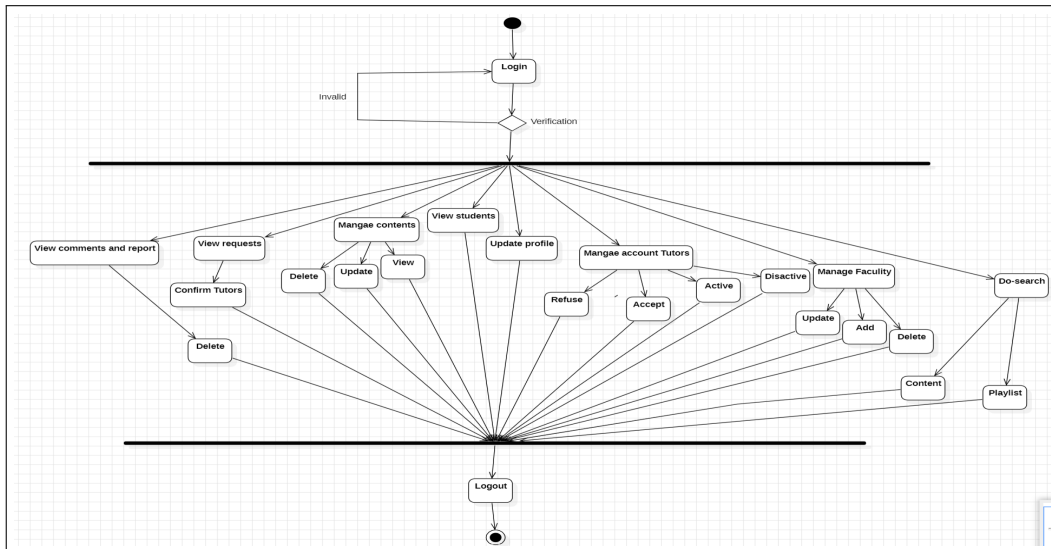 Login
Invalid
Verification
View comments and report
View requests
Mangae contents
View students
Update profile
Mangae account Tutors
Manage Faculity
Do-search
Confirm Tutors
Delete
Update
View
Refuse
Accept
Active
Disactive
Update
Add
Delete
Delete
Content
Playlist
Logout